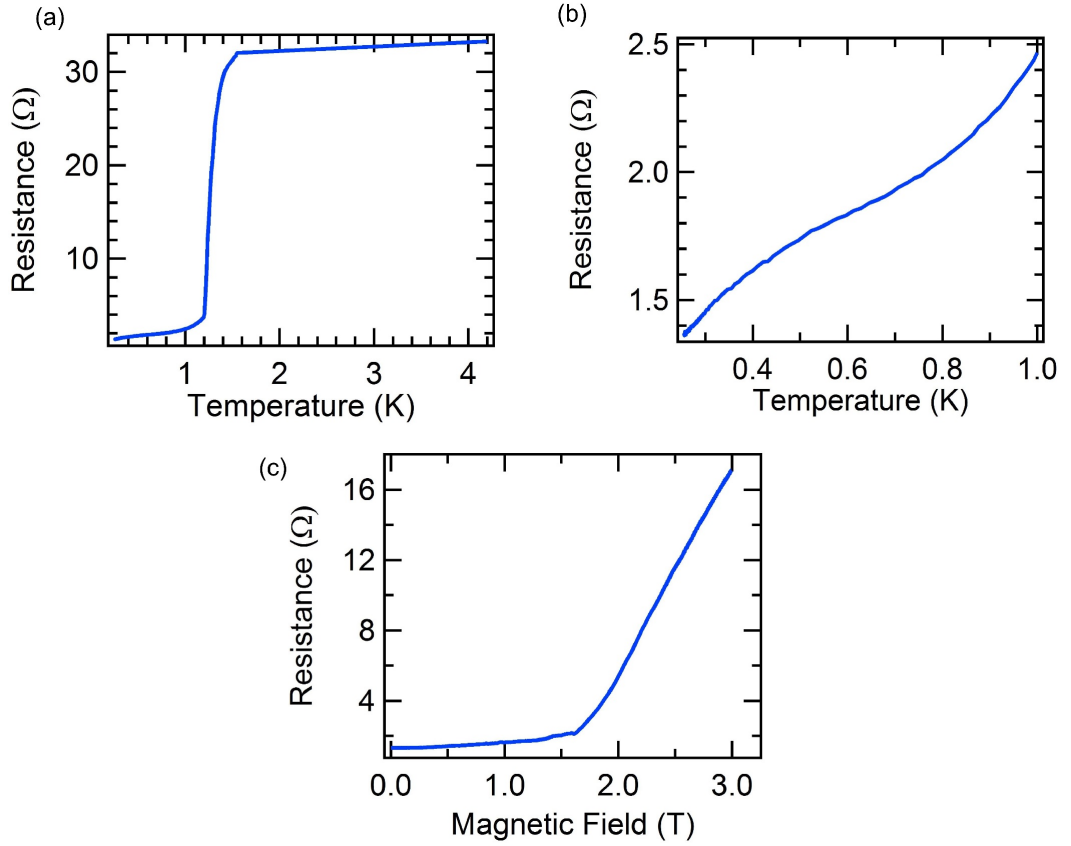 (a)
Resistance (Ω)
30
20
10
1 2 3 4
Temperature (K)
(b)
Resistance (Ω)
2.5
2.0
1.5
0.4 0.6 0.8 1.0
Temperature (K)
(c)
Resistance (Ω)
16
12
8
4
0.0 1.0 2.0 3.0
Magnetic Field (T)